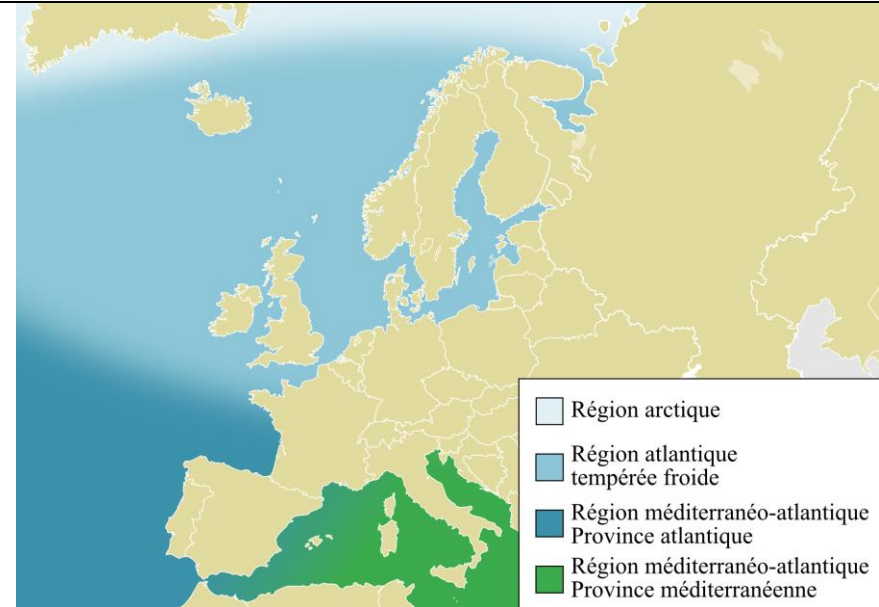 Région arctique
Région atlantique
tempérée froide
Région méditerranéo-atlantique
Province atlantique
Région méditerranéo-atlantique
Province méditerranéenne